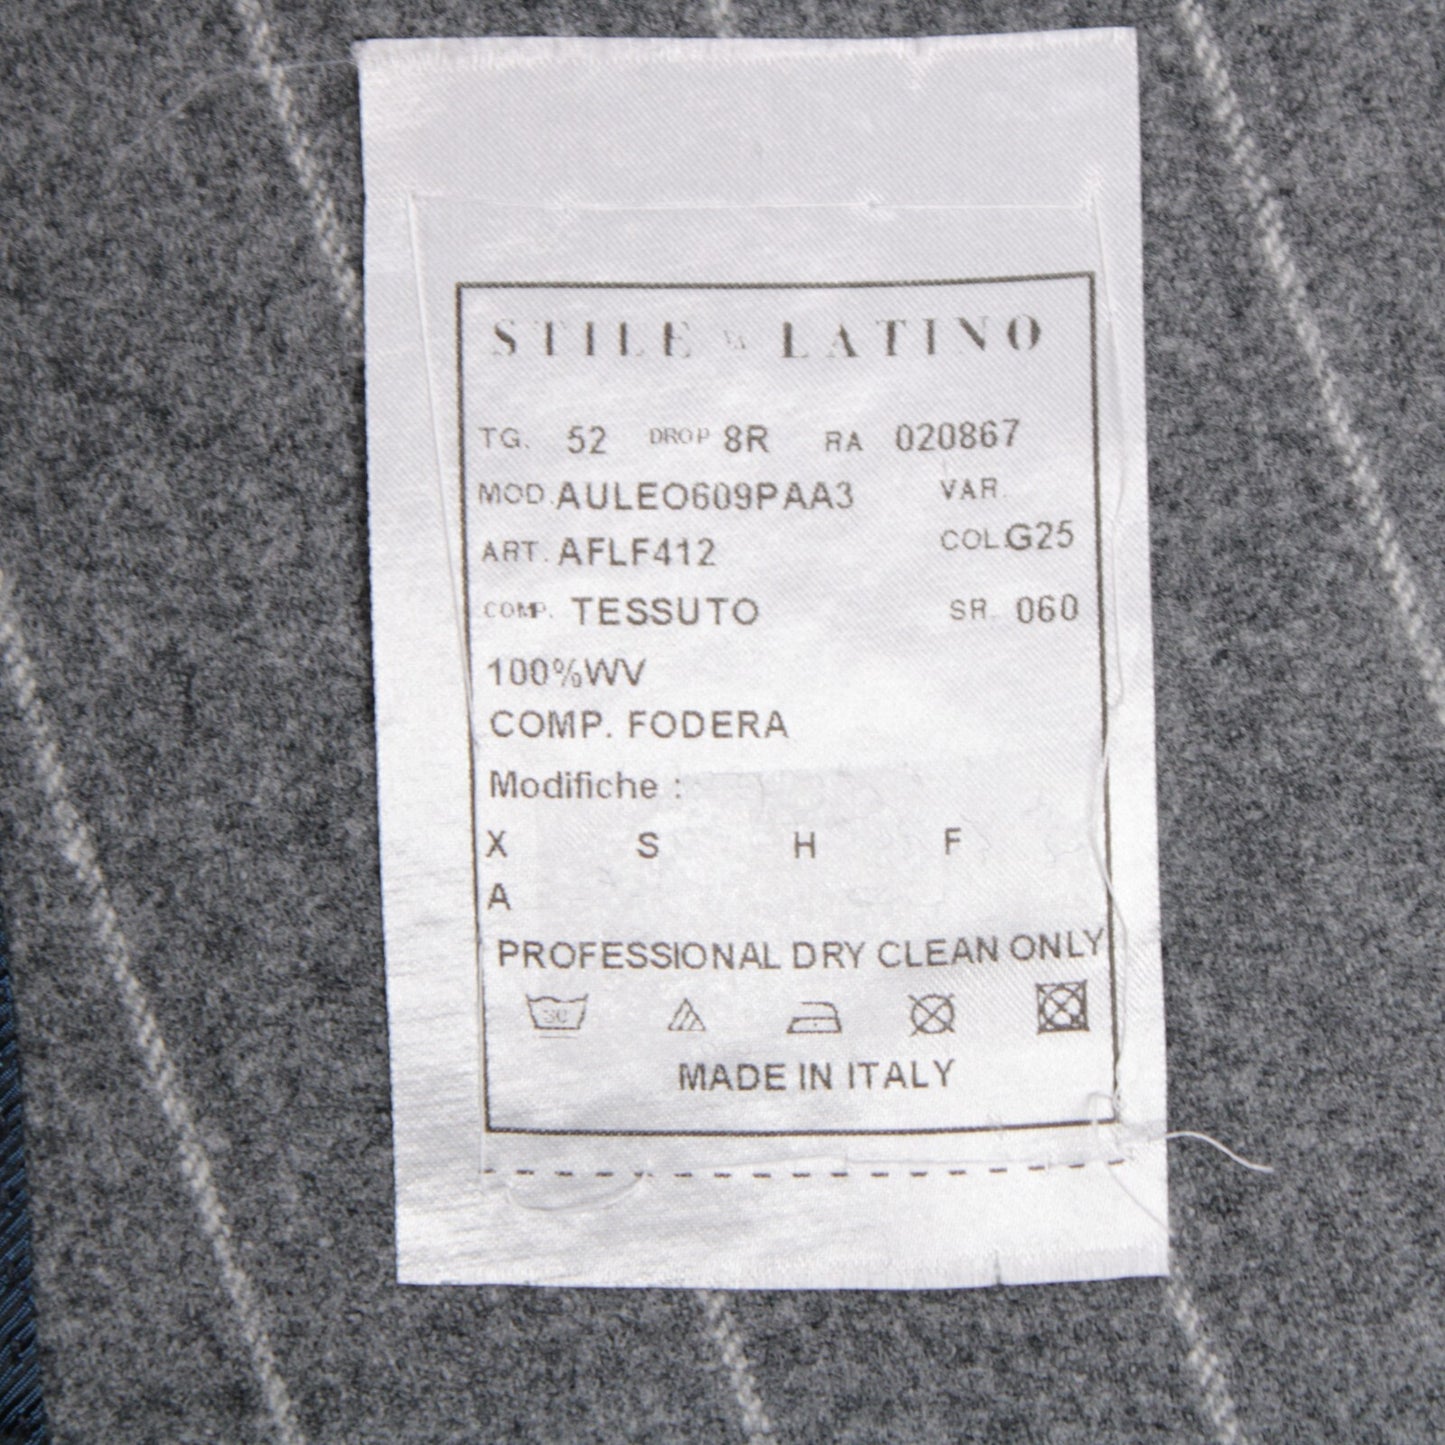 STILE LATINO
TG. 52 DROP 8R RA 020867
MOD. AULEO609PAA3 VAR.
ART. AFLF412 COL. G25
COMP. TESSUTO SR. 060
100%WV
COMP. FODERA
Modifiche :
X S H F
A
PROFESSIONAL DRY CLEAN ONLY
30
MADE IN ITALY